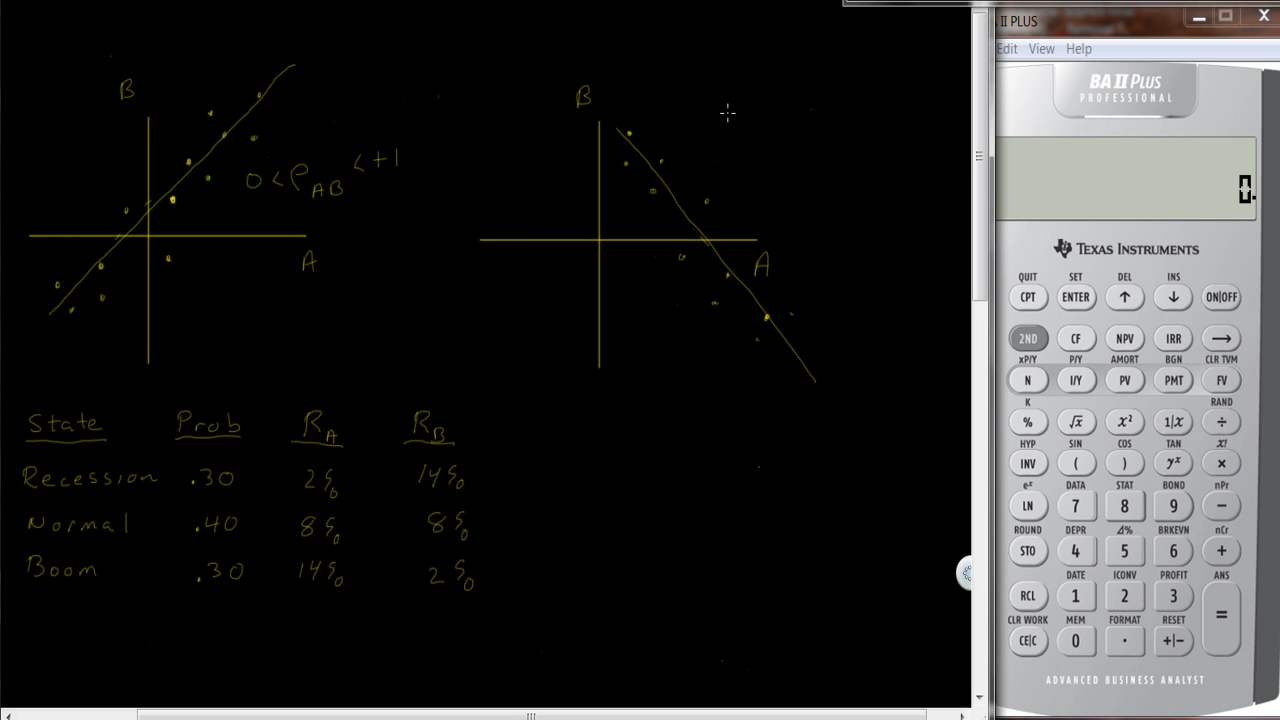 B
0 < ρ_AB < +1
A
B
A
State Prob R_A R_B
Recession .30 2% 14%
Normal .40 8% 8%
Boom .30 14% 2%
II PLUS
Edit View Help
BA II PLUS
PROFESSIONAL
0.
TEXAS INSTRUMENTS
QUIT SET DEL INS
CPT ENTER ↑ ↓ ON|OFF
2ND CF NPV IRR →
xP/Y P/Y AMORT BGN CLR TVM
N I/Y PV PMT FV
K RAND
% √x x² 1/x ÷
HYP SIN COS TAN x!
INV ( ) yˣ ×
eˣ DATA STAT BOND nPr
LN 7 8 9 −
ROUND DEPR Δ% BRKEVN nCr
STO 4 5 6 +
DATE ICONV PROFIT ANS
RCL 1 2 3 =
CLR WORK MEM FORMAT RESET
CE|C 0 . +|−
ADVANCED BUSINESS ANALYST